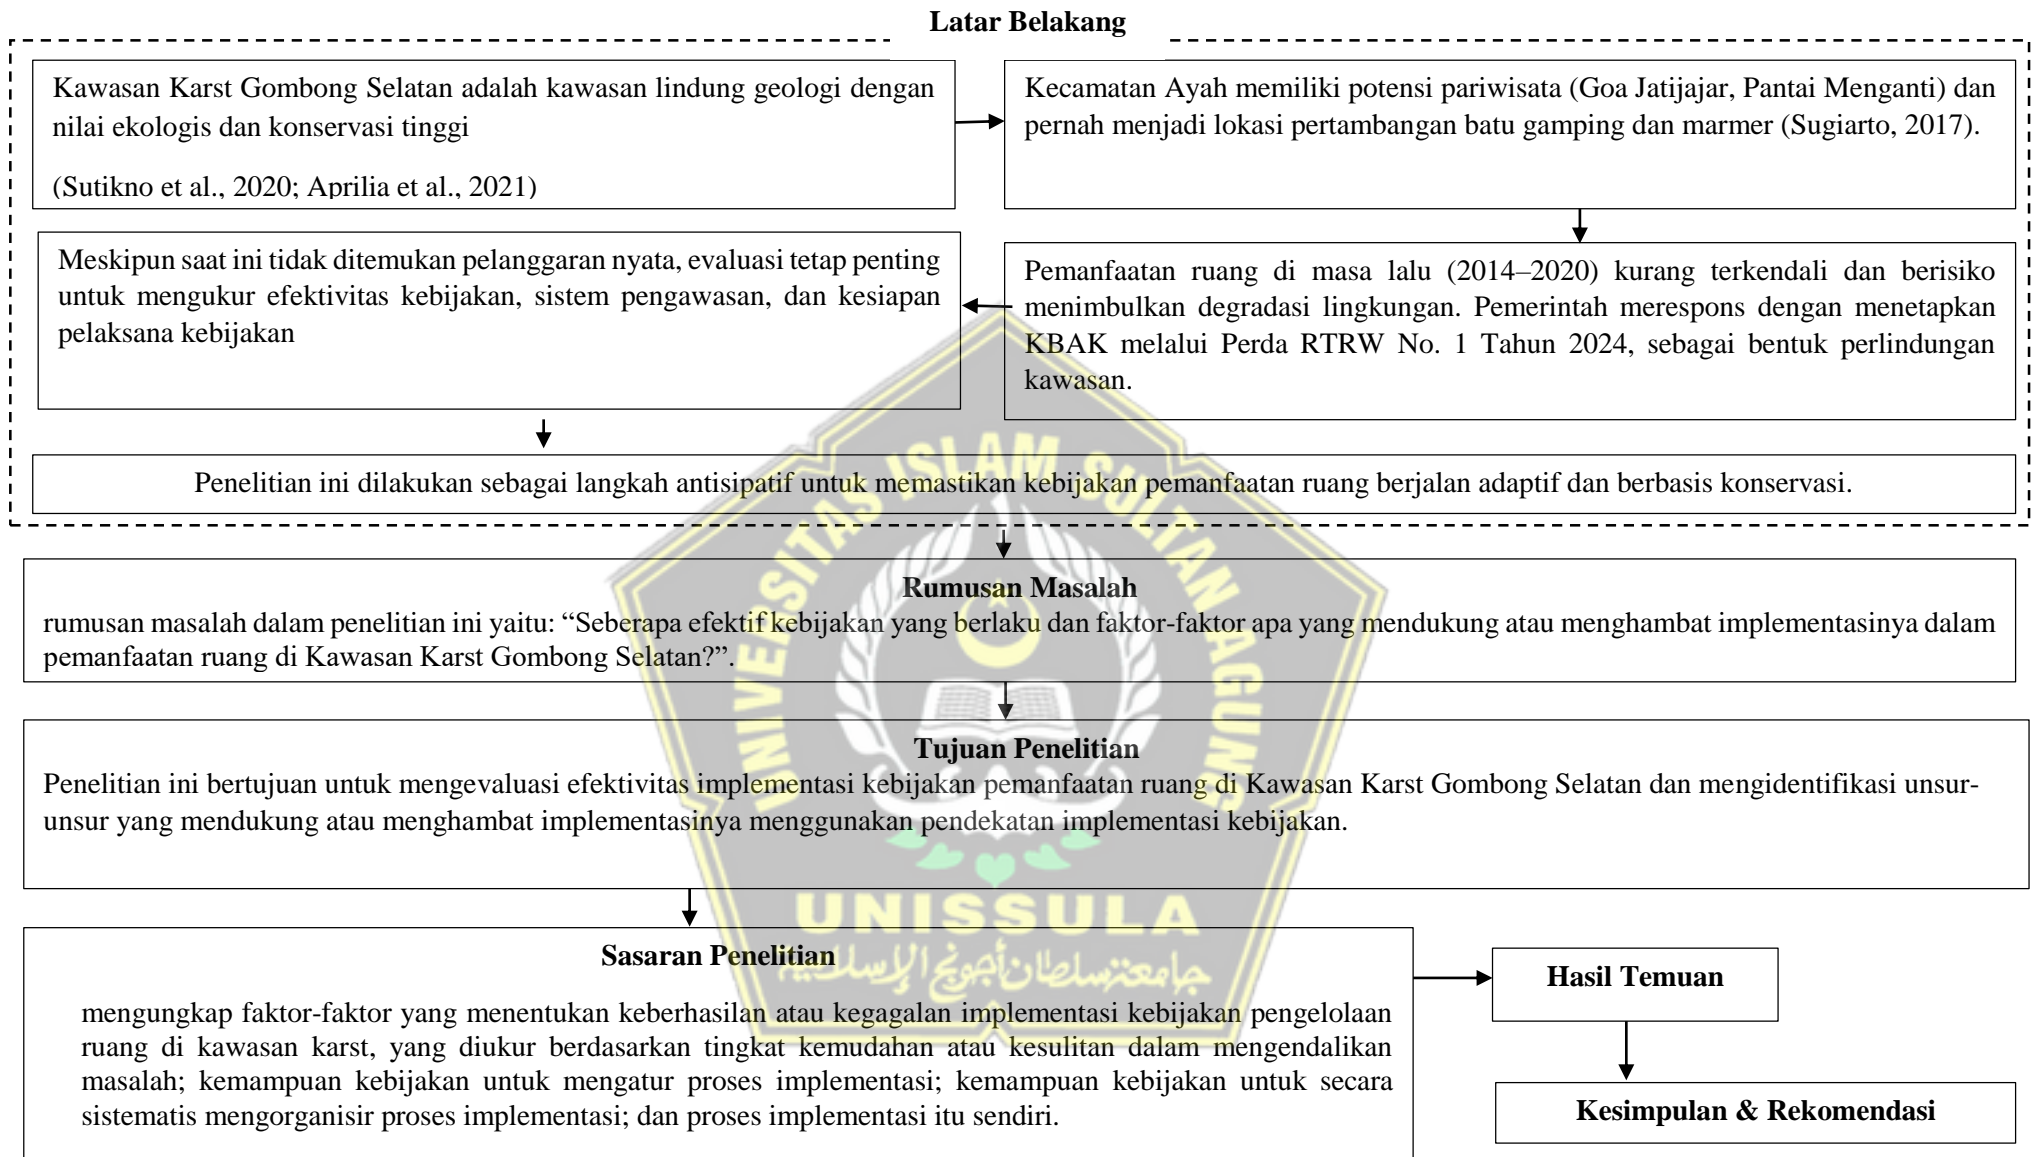 Latar Belakang
Kawasan Karst Gombong Selatan adalah kawasan lindung geologi dengan
nilai ekologis dan konservasi tinggi
(Sutikno et al., 2020; Aprilia et al., 2021)
Kecamatan Ayah memiliki potensi pariwisata (Goa Jatijajar, Pantai Menganti) dan
pernah menjadi lokasi pertambangan batu gamping dan marmer (Sugiarto, 2017).
Pemanfaatan ruang di masa lalu (2014–2020) kurang terkendali dan berisiko
menimbulkan degradasi lingkungan. Pemerintah merespons dengan menetapkan
KBAK melalui Perda RTRW No. 1 Tahun 2024, sebagai bentuk perlindungan
kawasan.
Meskipun saat ini tidak ditemukan pelanggaran nyata, evaluasi tetap penting
untuk mengukur efektivitas kebijakan, sistem pengawasan, dan kesiapan
pelaksana kebijakan
Penelitian ini dilakukan sebagai langkah antisipatif untuk memastikan kebijakan pemanfaatan ruang berjalan adaptif dan berbasis konservasi.
Rumusan Masalah
rumusan masalah dalam penelitian ini yaitu: “Seberapa efektif kebijakan yang berlaku dan faktor-faktor apa yang mendukung atau menghambat implementasinya dalam
pemanfaatan ruang di Kawasan Karst Gombong Selatan?”.
Tujuan Penelitian
Penelitian ini bertujuan untuk mengevaluasi efektivitas implementasi kebijakan pemanfaatan ruang di Kawasan Karst Gombong Selatan dan mengidentifikasi unsur-
unsur yang mendukung atau menghambat implementasinya menggunakan pendekatan implementasi kebijakan.
Sasaran Penelitian
mengungkap faktor-faktor yang menentukan keberhasilan atau kegagalan implementasi kebijakan pengelolaan
ruang di kawasan karst, yang diukur berdasarkan tingkat kemudahan atau kesulitan dalam mengendalikan
masalah; kemampuan kebijakan untuk mengatur proses implementasi; kemampuan kebijakan untuk secara
sistematis mengorganisir proses implementasi; dan proses implementasi itu sendiri.
Hasil Temuan
Kesimpulan & Rekomendasi
UNIVERSITAS ISLAM SULTAN AGUNG
UNISSULA
جامعة سلطان أجونج الإسلامية